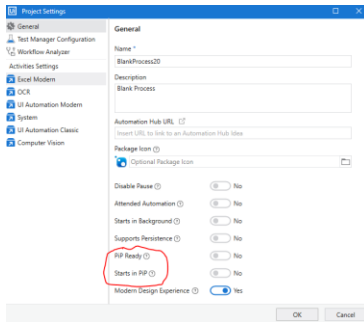 Project Settings
General
Test Manager Configuration
Workflow Analyzer
Activities Settings
Excel Modern
OCR
UI Automation Modern
System
UI Automation Classic
Computer Vision
General
Name *
BlankProcess20
Description
Blank Process
Automation Hub URL
Insert URL to link to an Automation Hub idea
Package Icon
Optional Package Icon
Disable Pause No
Attended Automation No
Starts in Background No
Supports Persistence No
PiP Ready No
Starts in PiP No
Modern Design Experience Yes
OK Cancel